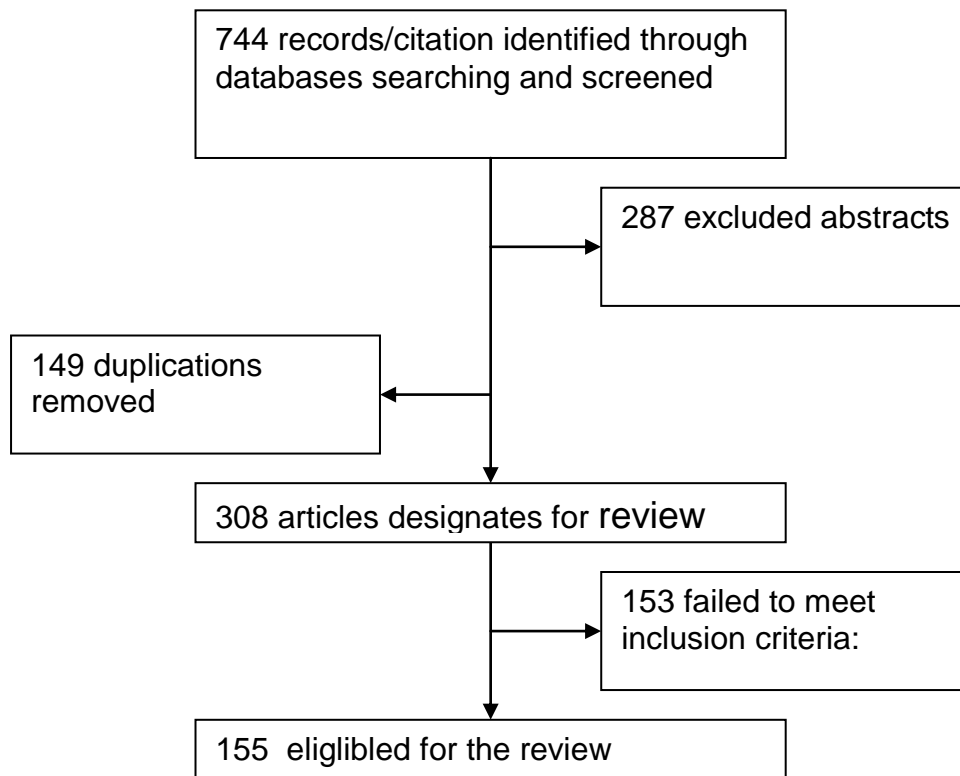 744 records/citation identified through
databases searching and screened
287 excluded abstracts
149 duplications
removed
308 articles designates for review
153 failed to meet
inclusion criteria:
155 eliglibled for the review